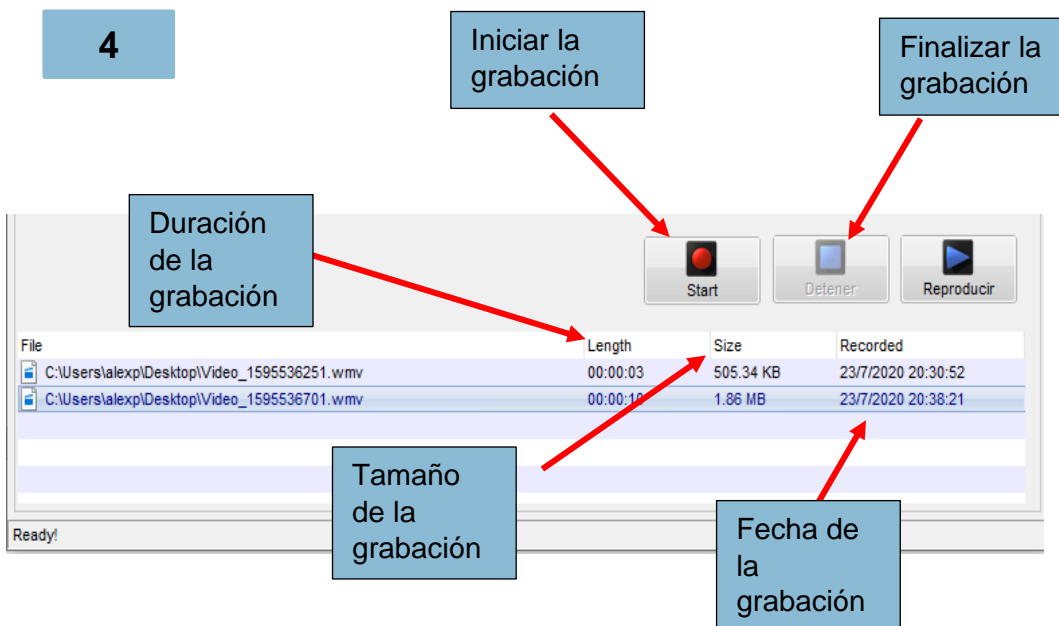 4
Iniciar la
grabación
Finalizar la
grabación
Duración
de la
grabación
Start
Detener
Reproducir
File Length Size Recorded
C:\Users\alexp\Desktop\Video_1595536251.wmv 00:00:03 505.34 KB 23/7/2020 20:30:52
C:\Users\alexp\Desktop\Video_1595536701.wmv 1.86 MB 23/7/2020 20:38:21
Tamaño
de la
grabación
Fecha de
la
grabación
Ready!